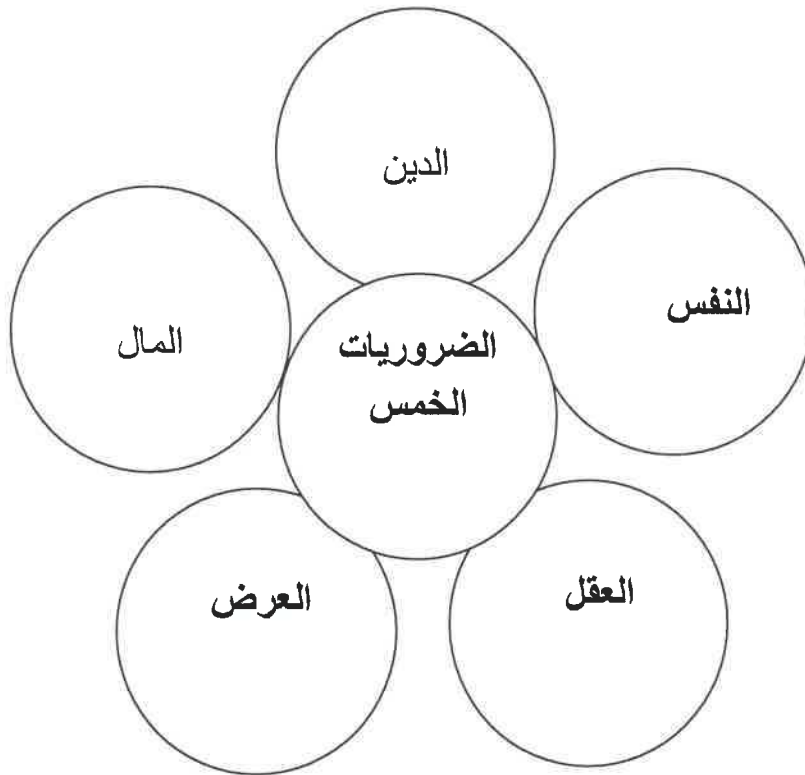 الدين
النفس
المال
الضروريات
الخمس
العقل
العرض